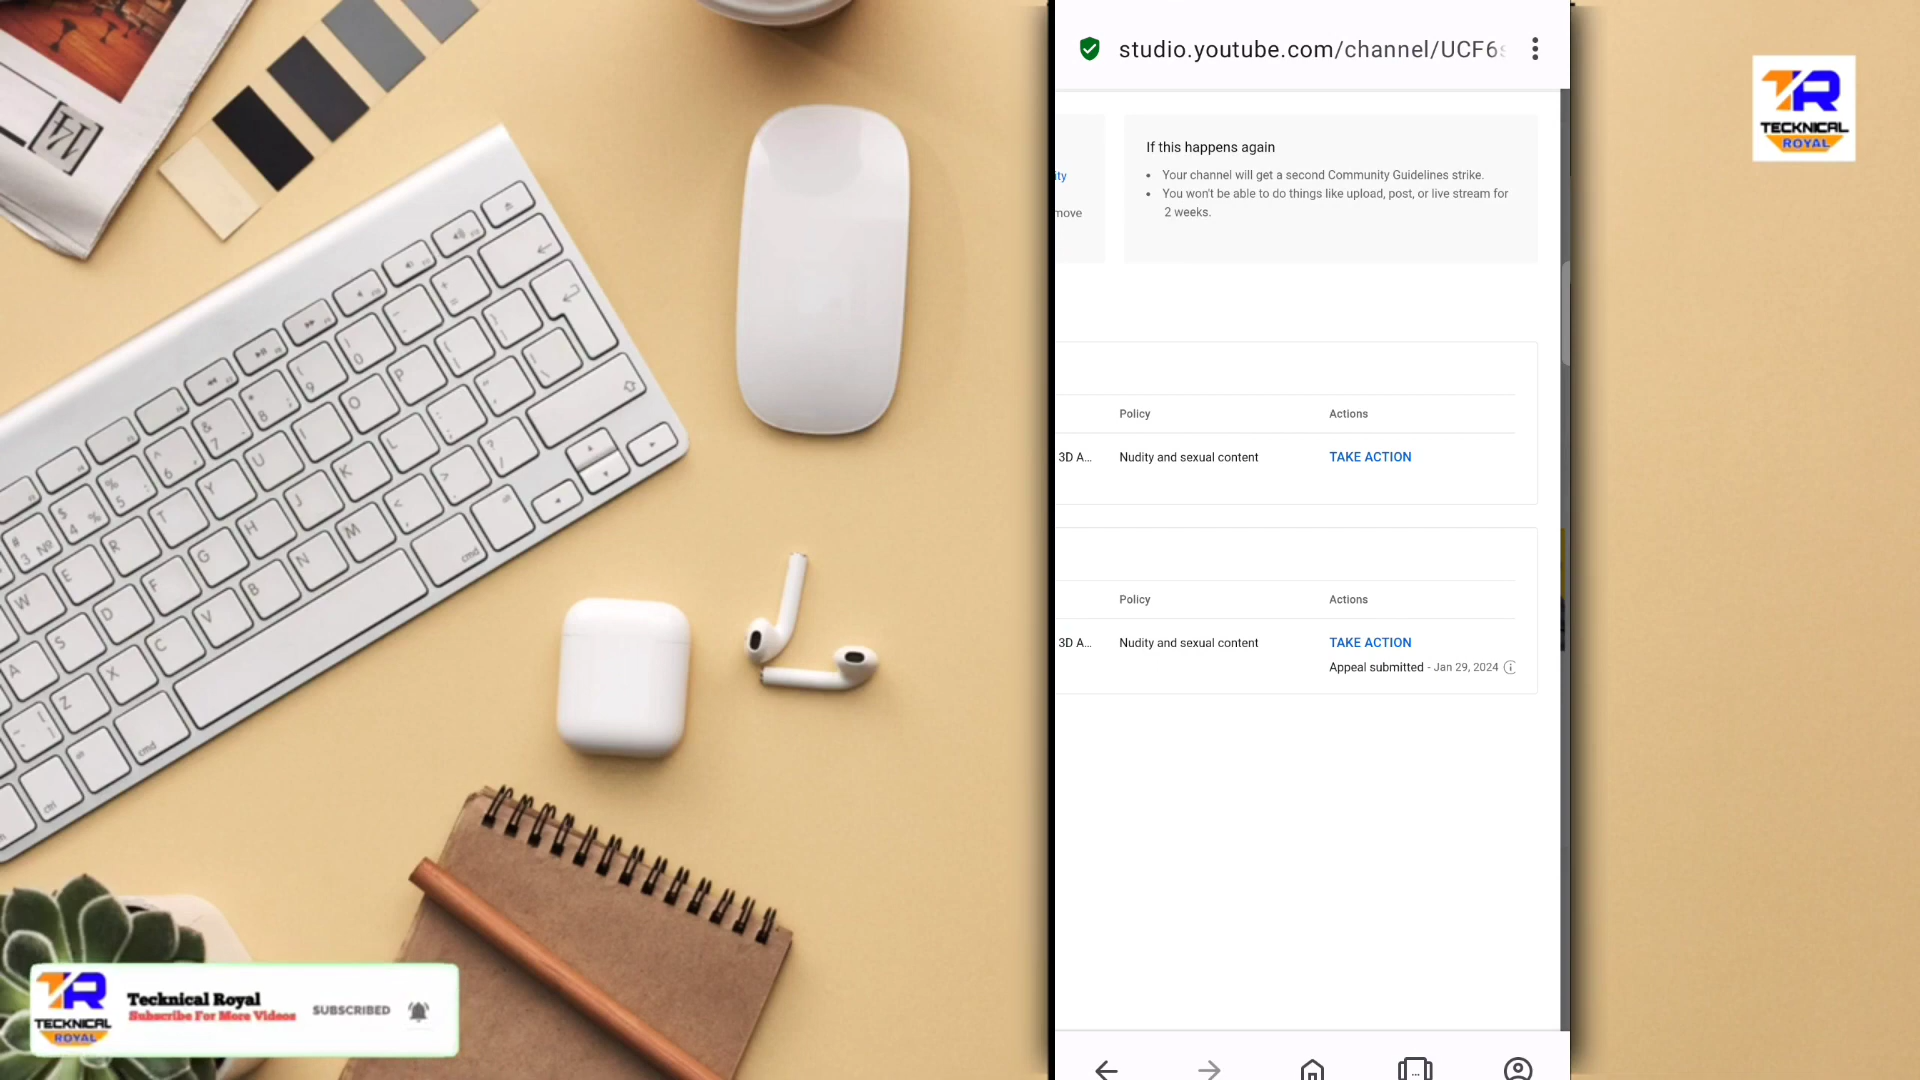 studio.youtube.com/channel/UCF6
TR
TECKNICAL
ROYAL
If this happens again
ity
• Your channel will get a second Community Guidelines strike.
• You won't be able to do things like upload, post, or live stream for
2 weeks.
move
Policy Actions
3D A... Nudity and sexual content TAKE ACTION
Policy Actions
3D A... Nudity and sexual content TAKE ACTION
Appeal submitted - Jan 29, 2024
TR
TECKNICAL
ROYAL
Tecknical Royal
Subscribe For More Videos
SUBSCRIBED